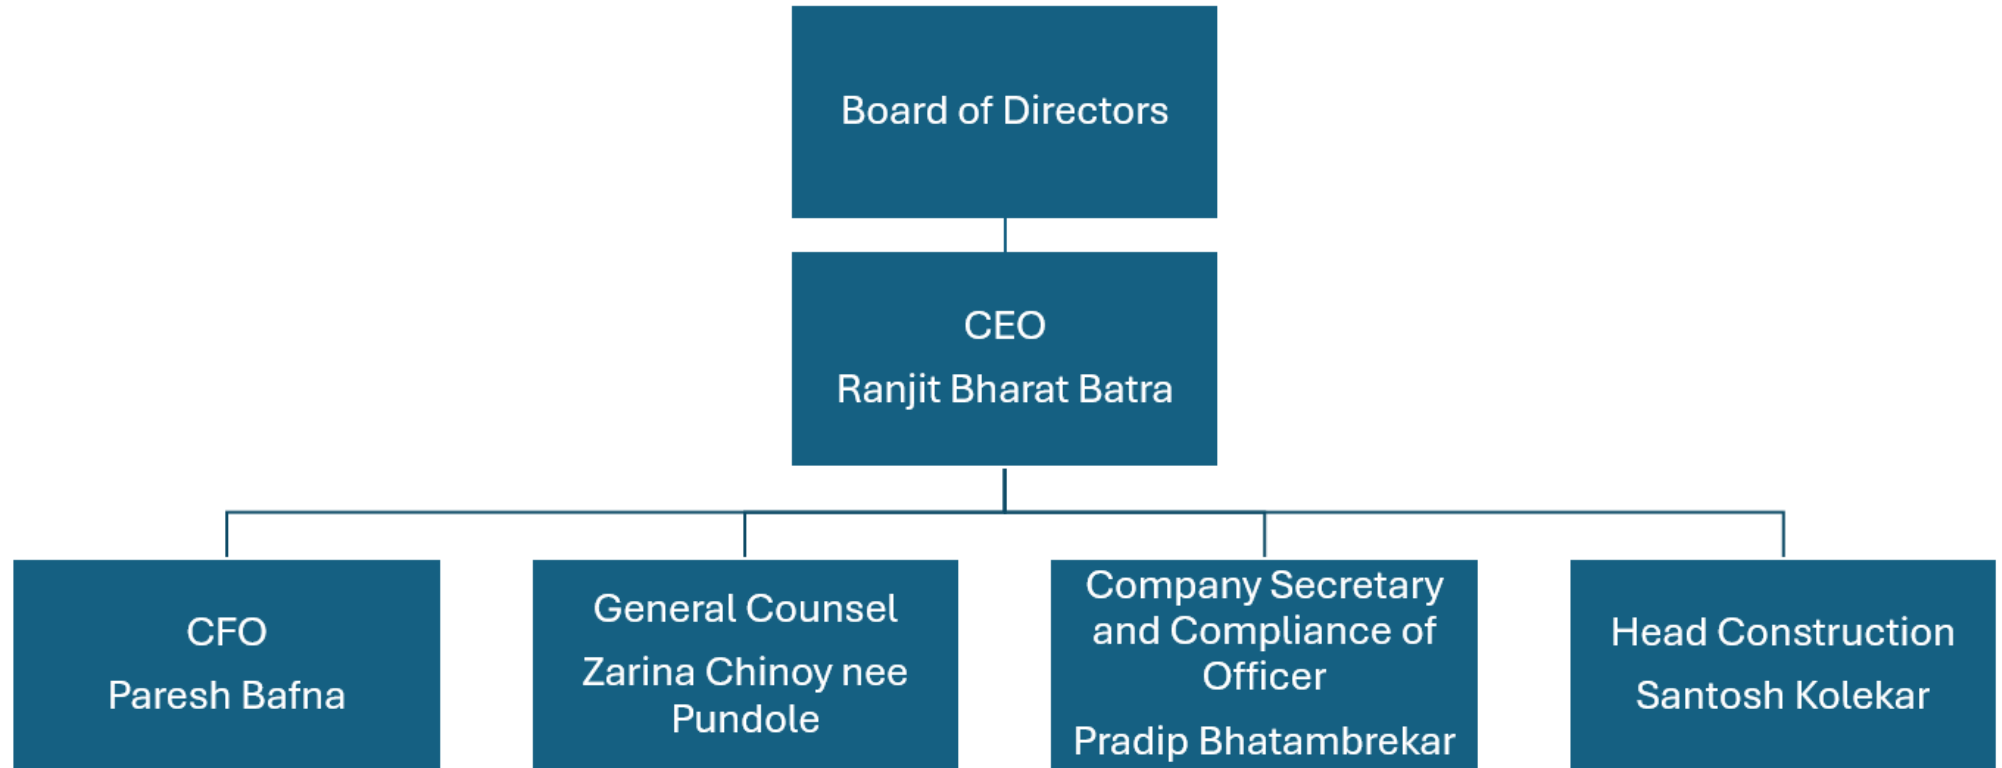 Board of Directors
CEO
Ranjit Bharat Batra
CFO
Paresh Bafna
General Counsel
Zarina Chinoy nee
Pundole
Company Secretary
and Compliance of
Officer
Pradip Bhatambrekar
Head Construction
Santosh Kolekar